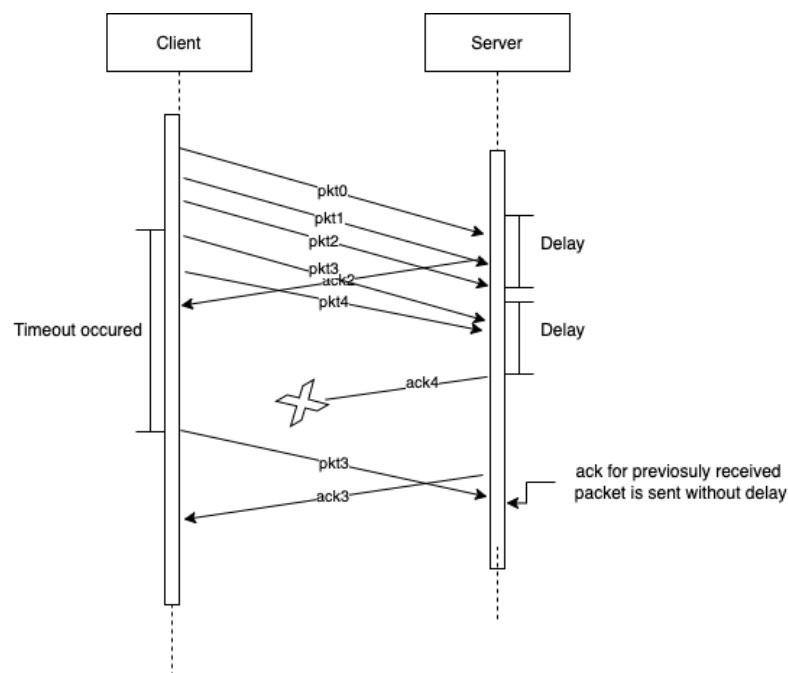 Client
Server
pkt0
pkt1
pkt2
Delay
pkt3
ack2
pkt4
Timeout occured
Delay
ack4
pkt3
ack for previosuly received
packet is sent without delay
ack3